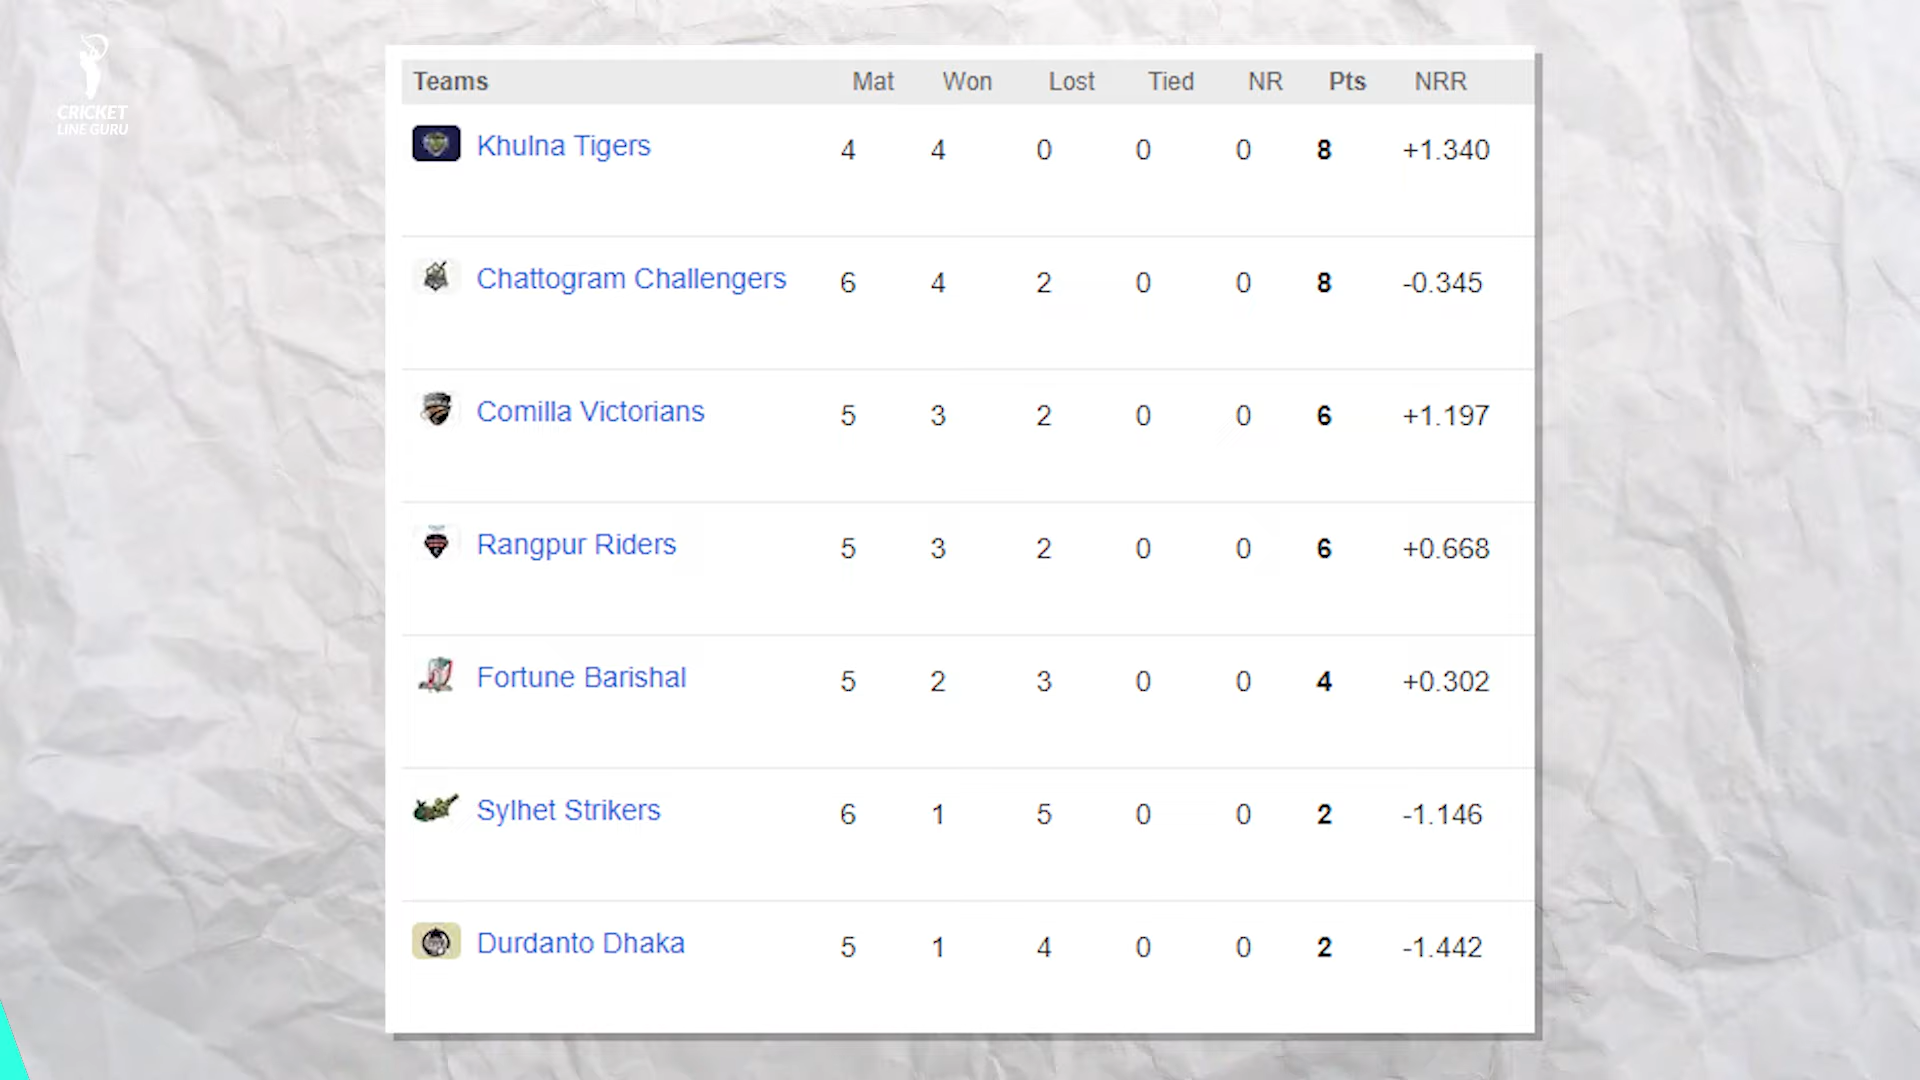 CRICKET
LINE GURU
Teams Mat Won Lost Tied NR Pts NRR
Khulna Tigers 4 4 0 0 0 8 +1.340
Chattogram Challengers 6 4 2 0 0 8 -0.345
Comilla Victorians 5 3 2 0 0 6 +1.197
Rangpur Riders 5 3 2 0 0 6 +0.668
Fortune Barishal 5 2 3 0 0 4 +0.302
Sylhet Strikers 6 1 5 0 0 2 -1.146
Durdanto Dhaka 5 1 4 0 0 2 -1.442